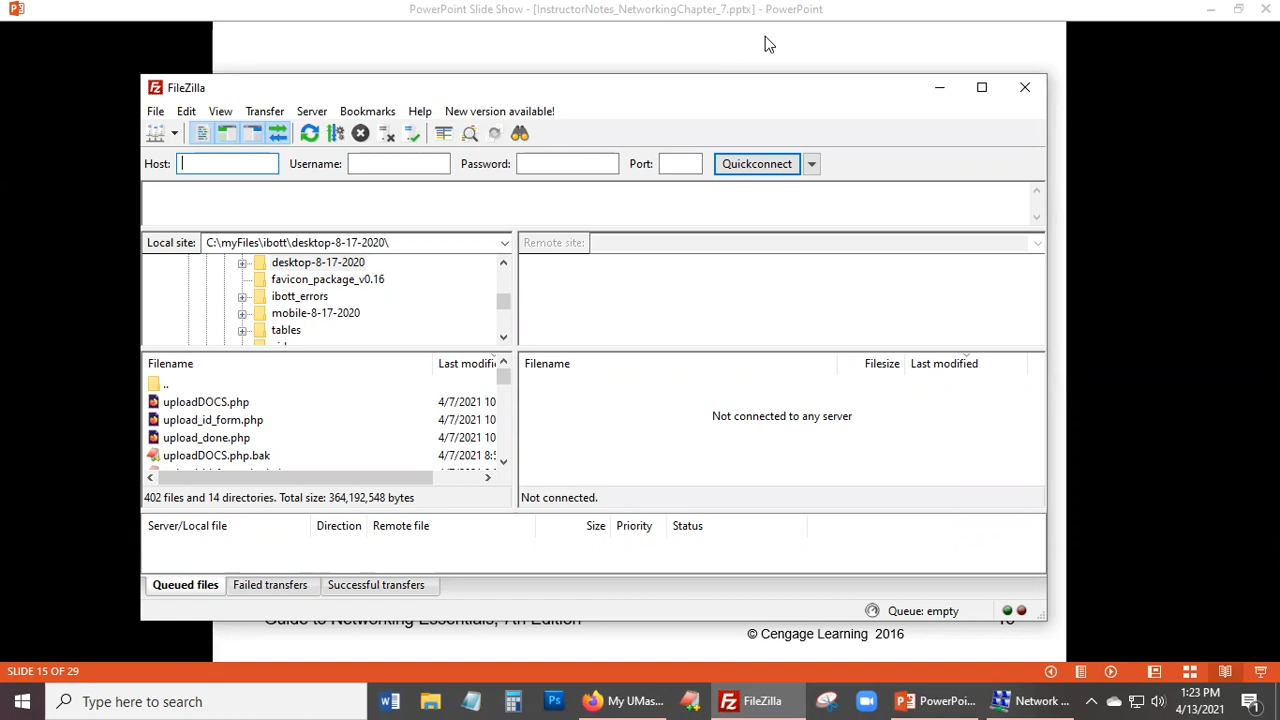 PowerPoint Slide Show - [InstructorNotes_NetworkingChapter_7.pptx] - PowerPoint
FileZilla
File Edit View Transfer Server Bookmarks Help New version available!
Host: Username: Password: Port: Quickconnect
Local site: C:\myFiles\ibott\desktop-8-17-2020\ Remote site:
desktop-8-17-2020
favicon_package_v0.16
ibott_errors
mobile-8-17-2020
tables
Filename Last modific Filename Filesize Last modified
..
uploadDOCS.php 4/7/2021 10
upload_id_form.php 4/7/2021 10
Not connected to any server
upload_done.php 4/7/2021 10
uploadDOCS.php.bak 4/7/2021 8:5
402 files and 14 directories. Total size: 364,192,548 bytes Not connected.
Server/Local file Direction Remote file Size Priority Status
Queued files Failed transfers Successful transfers
Queue: empty
Guide to Networking Essentials, 7th Edition
© Cengage Learning 2016
SLIDE 15 OF 29
Type here to search My UMas... FileZilla PowerPoi... Network ... 1:23 PM
4/13/2021 1